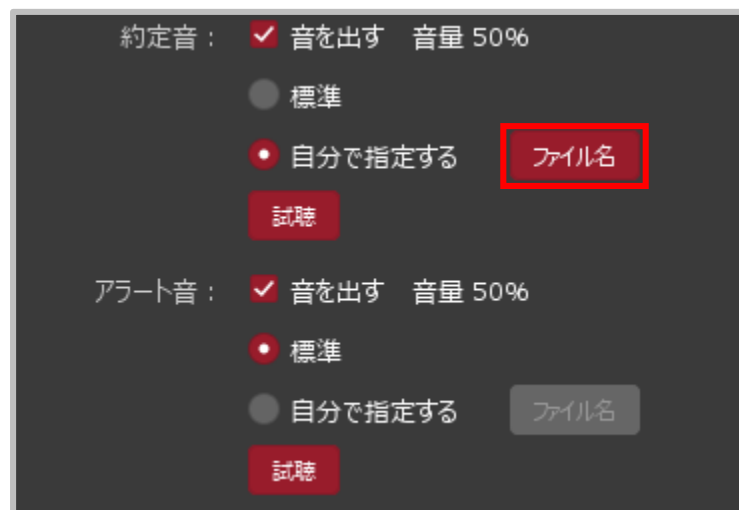 約定音： 音を出す 音量 50%
標準
自分で指定する ファイル名
試聴
アラート音： 音を出す 音量 50%
標準
自分で指定する ファイル名
試聴